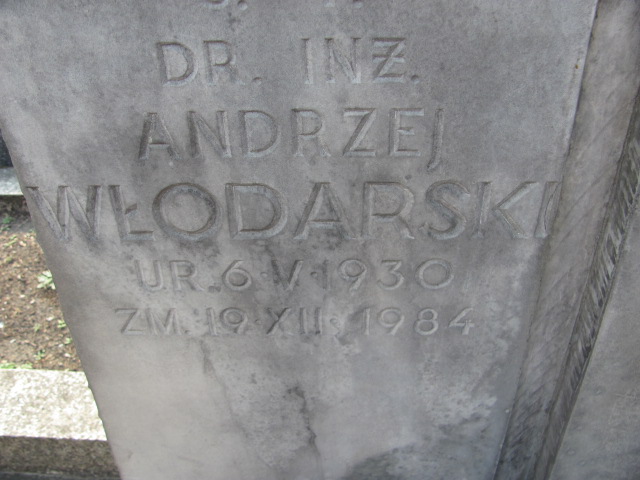 DR. INŻ.
ANDRZEJ
WŁODARSKI
UR. 6·V·1930
ZM. 19·XII·1984